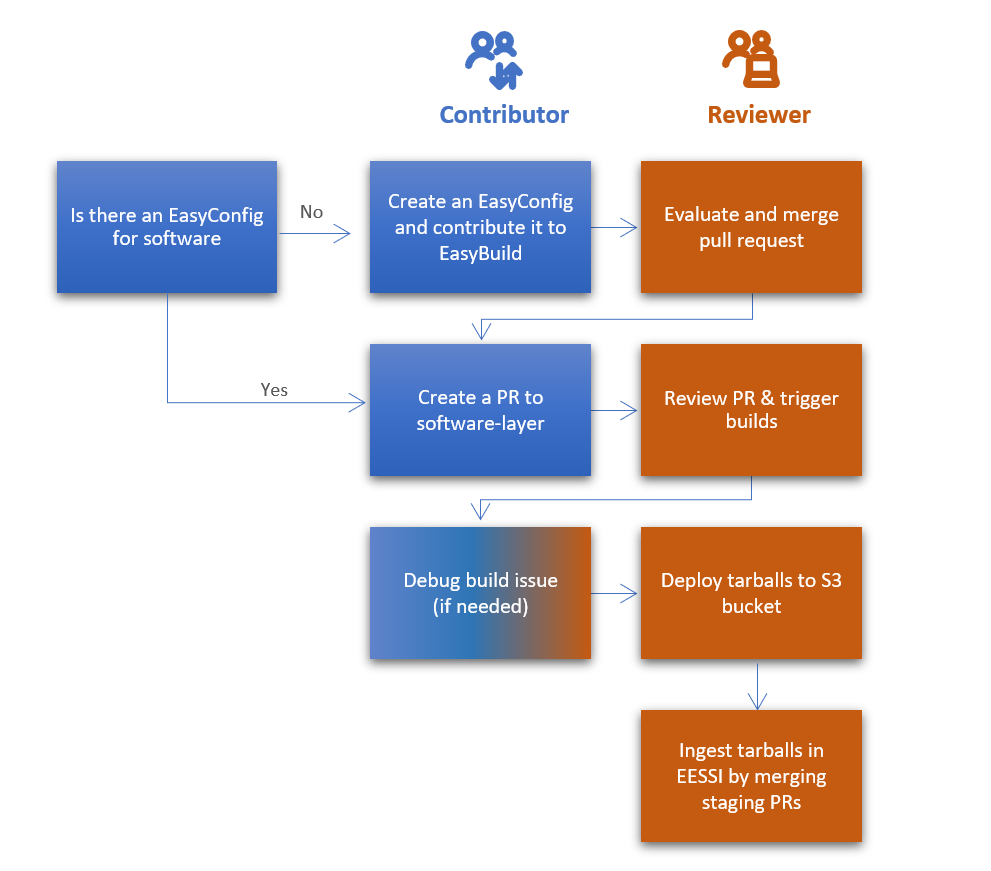 Contributor
Reviewer
Is there an EasyConfig
for software
No
Create an EasyConfig
and contribute it to
EasyBuild
Evaluate and merge
pull request
Yes
Create a PR to
software-layer
Review PR & trigger
builds
Debug build issue
(if needed)
Deploy tarballs to S3
bucket
Ingest tarballs in
EESSI by merging
staging PRs